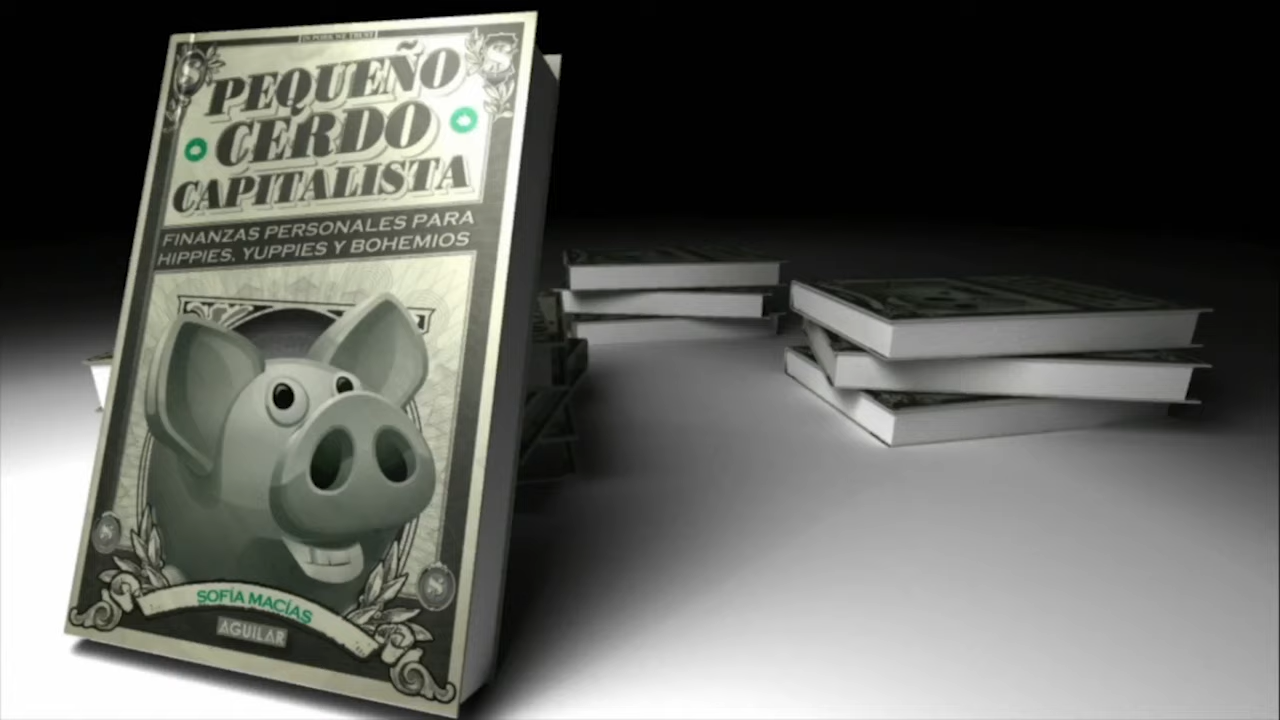 IN PORK WE TRUST
PEQUEÑO
CERDO
CAPITALISTA
FINANZAS PERSONALES PARA
HIPPIES, YUPPIES Y BOHEMIOS
SOFÍA MACÍAS
AGUILAR